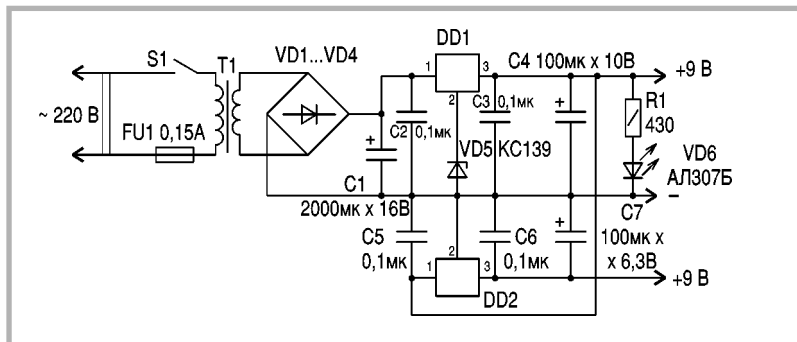 DD1
S1
T1
VD1...VD4
1
3
2
C4 100мк x 10В
+9 В
~ 220 В
FU1 0,15А
C2 0,1мк
C3 0,1мк
+
+
R1
430
VD5 КС139
VD6
АЛ307Б
C1
2000мк x 16В
C7
–
C5
0,1мк
2
1
3
C6
0,1мк
+
100мк x
x 6,3В
DD2
+9 В